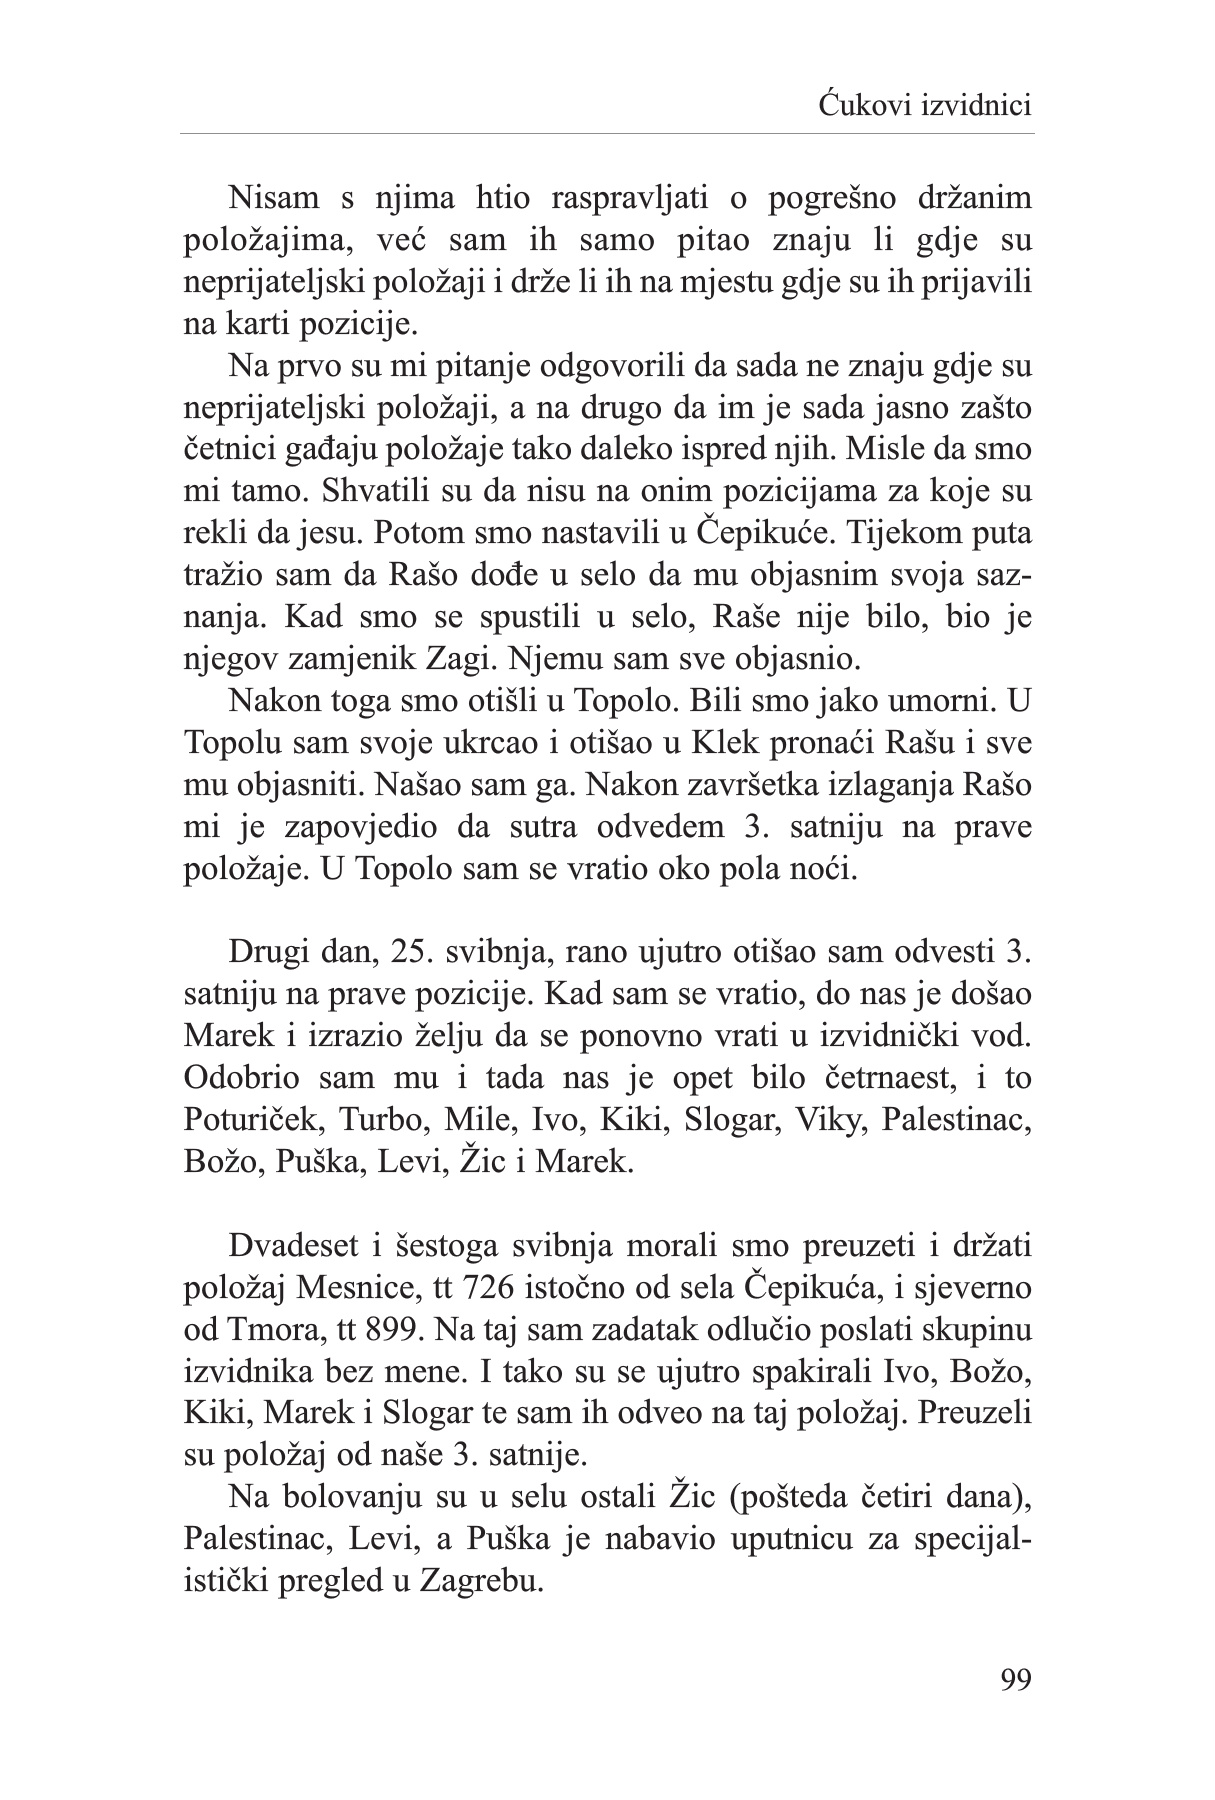 Ćukovi izvidnici
Nisam s njima htio raspravljati o pogrešno držanim
položajima, već sam ih samo pitao znaju li gdje su
neprijateljski položaji i drže li ih na mjestu gdje su ih prijavili
na karti pozicije.
Na prvo su mi pitanje odgovorili da sada ne znaju gdje su
neprijateljski položaji, a na drugo da im je sada jasno zašto
četnici gađaju položaje tako daleko ispred njih. Misle da smo
mi tamo. Shvatili su da nisu na onim pozicijama za koje su
rekli da jesu. Potom smo nastavili u Čepikuće. Tijekom puta
tražio sam da Rašo dođe u selo da mu objasnim svoja saz-
nanja. Kad smo se spustili u selo, Raše nije bilo, bio je
njegov zamjenik Zagi. Njemu sam sve objasnio.
Nakon toga smo otišli u Topolo. Bili smo jako umorni. U
Topolu sam svoje ukrcao i otišao u Klek pronaći Rašu i sve
mu objasniti. Našao sam ga. Nakon završetka izlaganja Rašo
mi je zapovjedio da sutra odvedem 3. satniju na prave
položaje. U Topolo sam se vratio oko pola noći.
Drugi dan, 25. svibnja, rano ujutro otišao sam odvesti 3.
satniju na prave pozicije. Kad sam se vratio, do nas je došao
Marek i izrazio želju da se ponovno vrati u izvidnički vod.
Odobrio sam mu i tada nas je opet bilo četrnaest, i to
Poturiček, Turbo, Mile, Ivo, Kiki, Slogar, Viky, Palestinac,
Božo, Puška, Levi, Žic i Marek.
Dvadeset i šestoga svibnja morali smo preuzeti i držati
položaj Mesnice, tt 726 istočno od sela Čepikuća, i sjeverno
od Tmora, tt 899. Na taj sam zadatak odlučio poslati skupinu
izvidnika bez mene. I tako su se ujutro spakirali Ivo, Božo,
Kiki, Marek i Slogar te sam ih odveo na taj položaj. Preuzeli
su položaj od naše 3. satnije.
Na bolovanju su u selu ostali Žic (pošteda četiri dana),
Palestinac, Levi, a Puška je nabavio uputnicu za specijal-
istički pregled u Zagrebu.
99